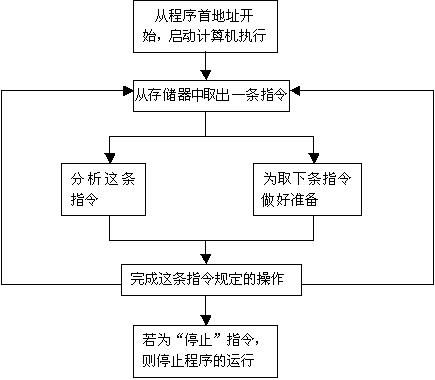 从程序首地址开
始，启动计算机执行
从存储器中取出一条指令
分析这条
指令
为取下条指令
做好准备
完成这条指令规定的操作
若为“停止”指令，
则停止程序的运行